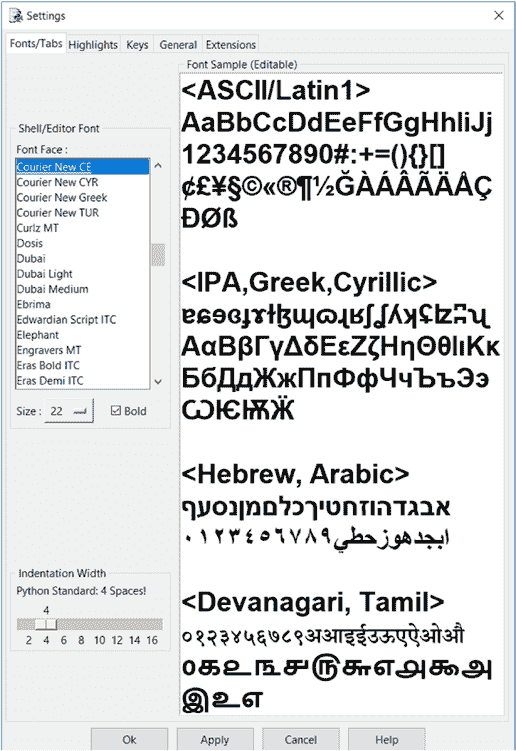 Settings
Fonts/Tabs Highlights Keys General Extensions
Shell/Editor Font
Font Face :
Courier New CE
Courier New CYR
Courier New Greek
Courier New TUR
Curlz MT
Dosis
Dubai
Dubai Light
Dubai Medium
Ebrima
Edwardian Script ITC
Elephant
Engravers MT
Eras Bold ITC
Eras Demi ITC
Size : 22 Bold
Indentation Width
Python Standard: 4 Spaces!
4
2 4 6 8 10 12 14 16
Font Sample (Editable)
<ASCII/Latin1>
AaBbCcDdEeFfGgHhIiJj
1234567890#:+=(){}[]
¢£¥§©«®¶½ĞÀÁÂÃÄÅÇ
ÐØß
<IPA,Greek,Cyrillic>
ΑαΒβΓγΔδΕεΖζΗηΘθΙιΚκ
БбДдЖжПпФфЧчЪъЭэ
<Hebrew, Arabic>
אבגדהוזחטיךכלםמןנסעף
ابجدهوزحطي٠١٢٣٤٥٦٧٨٩
<Devanagari, Tamil>
०१२३४५६७८९अआइईउऊएऐओऔ
௦௧௨௩௪௫௬௭௮௯அ
இஉஎ
Ok Apply Cancel Help